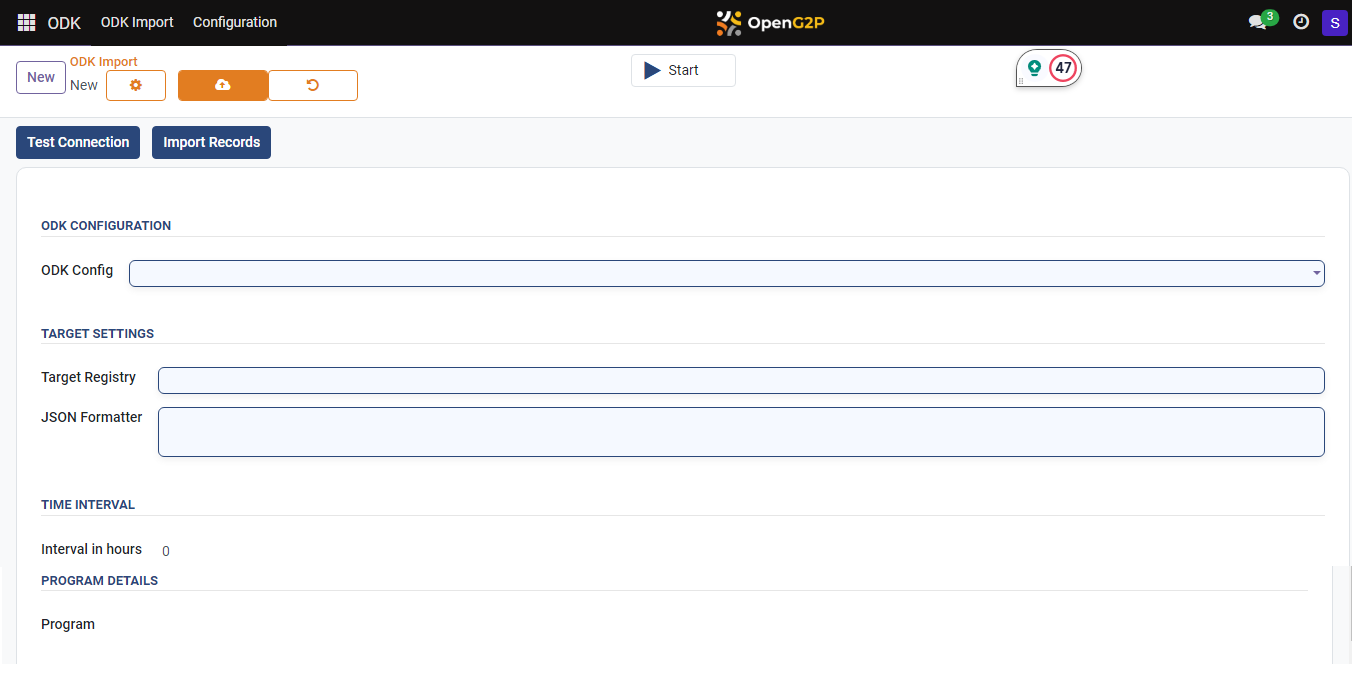 ODK ODK Import Configuration OpenG2P 3 S
New ODK Import
New
Start
47
Test Connection Import Records
ODK CONFIGURATION
ODK Config
TARGET SETTINGS
Target Registry
JSON Formatter
TIME INTERVAL
Interval in hours 0
PROGRAM DETAILS
Program